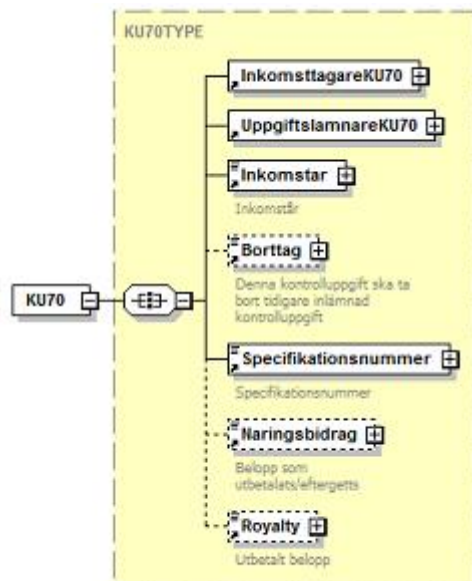 KU70TYPE
InkomsttagareKU70
UppgiftslamnareKU70
Inkomstar
Inkomstår
Borttag
Denna kontrolluppgift ska ta
bort tidigare inlämnad
kontrolluppgift
KU70
Specifikationsnummer
Specifikationsnummer
Naringsbidrag
Belopp som
utbetalats/eftergetts
Royalty
Utbetalt belopp